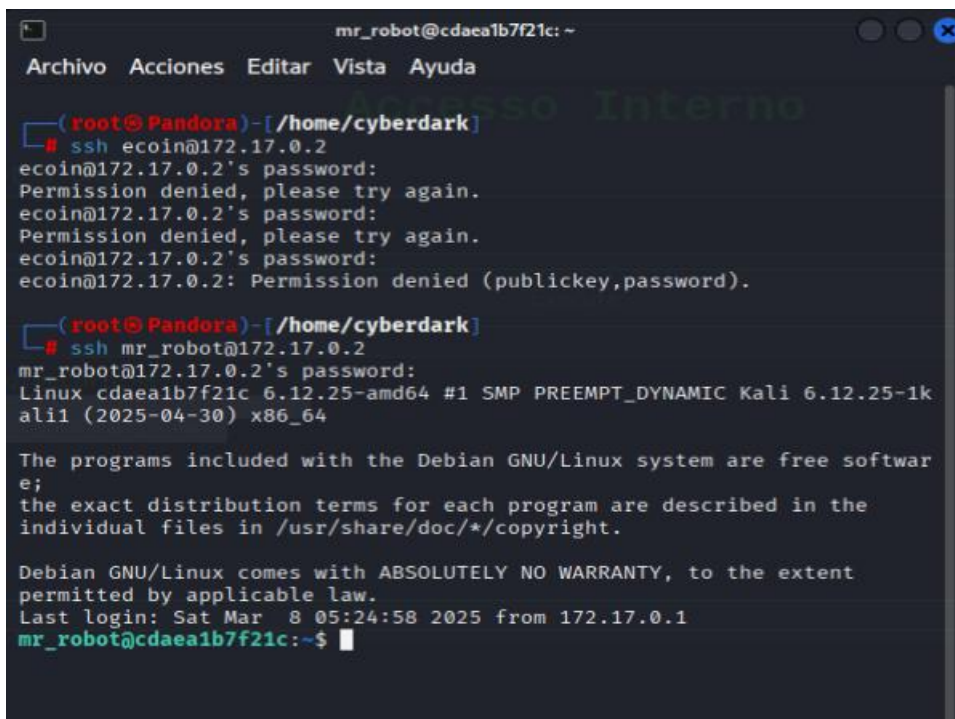 mr_robot@cdaea1b7f21c: ~
Archivo Acciones Editar Vista Ayuda
Accesso Interno
┌──(root㉿Pandora)-[/home/cyberdark]
└─# ssh ecoin@172.17.0.2
ecoin@172.17.0.2's password:
Permission denied, please try again.
ecoin@172.17.0.2's password:
Permission denied, please try again.
ecoin@172.17.0.2's password:
ecoin@172.17.0.2: Permission denied (publickey,password).
┌──(root㉿Pandora)-[/home/cyberdark]
└─# ssh mr_robot@172.17.0.2
mr_robot@172.17.0.2's password:
Linux cdaea1b7f21c 6.12.25-amd64 #1 SMP PREEMPT_DYNAMIC Kali 6.12.25-1k
ali1 (2025-04-30) x86_64
The programs included with the Debian GNU/Linux system are free softwar
e;
the exact distribution terms for each program are described in the
individual files in /usr/share/doc/*/copyright.
Debian GNU/Linux comes with ABSOLUTELY NO WARRANTY, to the extent
permitted by applicable law.
Last login: Sat Mar  8 05:24:58 2025 from 172.17.0.1
mr_robot@cdaea1b7f21c:~$